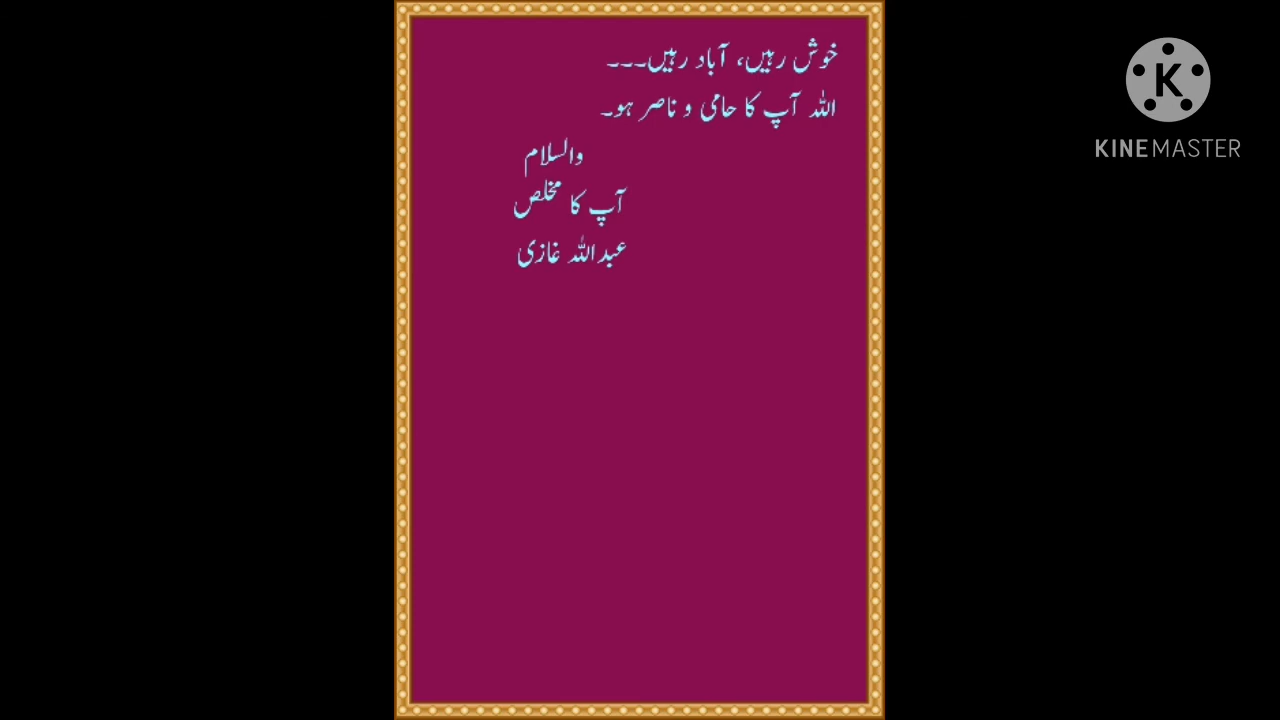 خوش رہیں، آباد رہیں۔۔۔
اللہ آپ کا حامی و ناصر ہو۔
والسلام
آپ کا مخلص
عبداللہ غازی
K
KINEMASTER